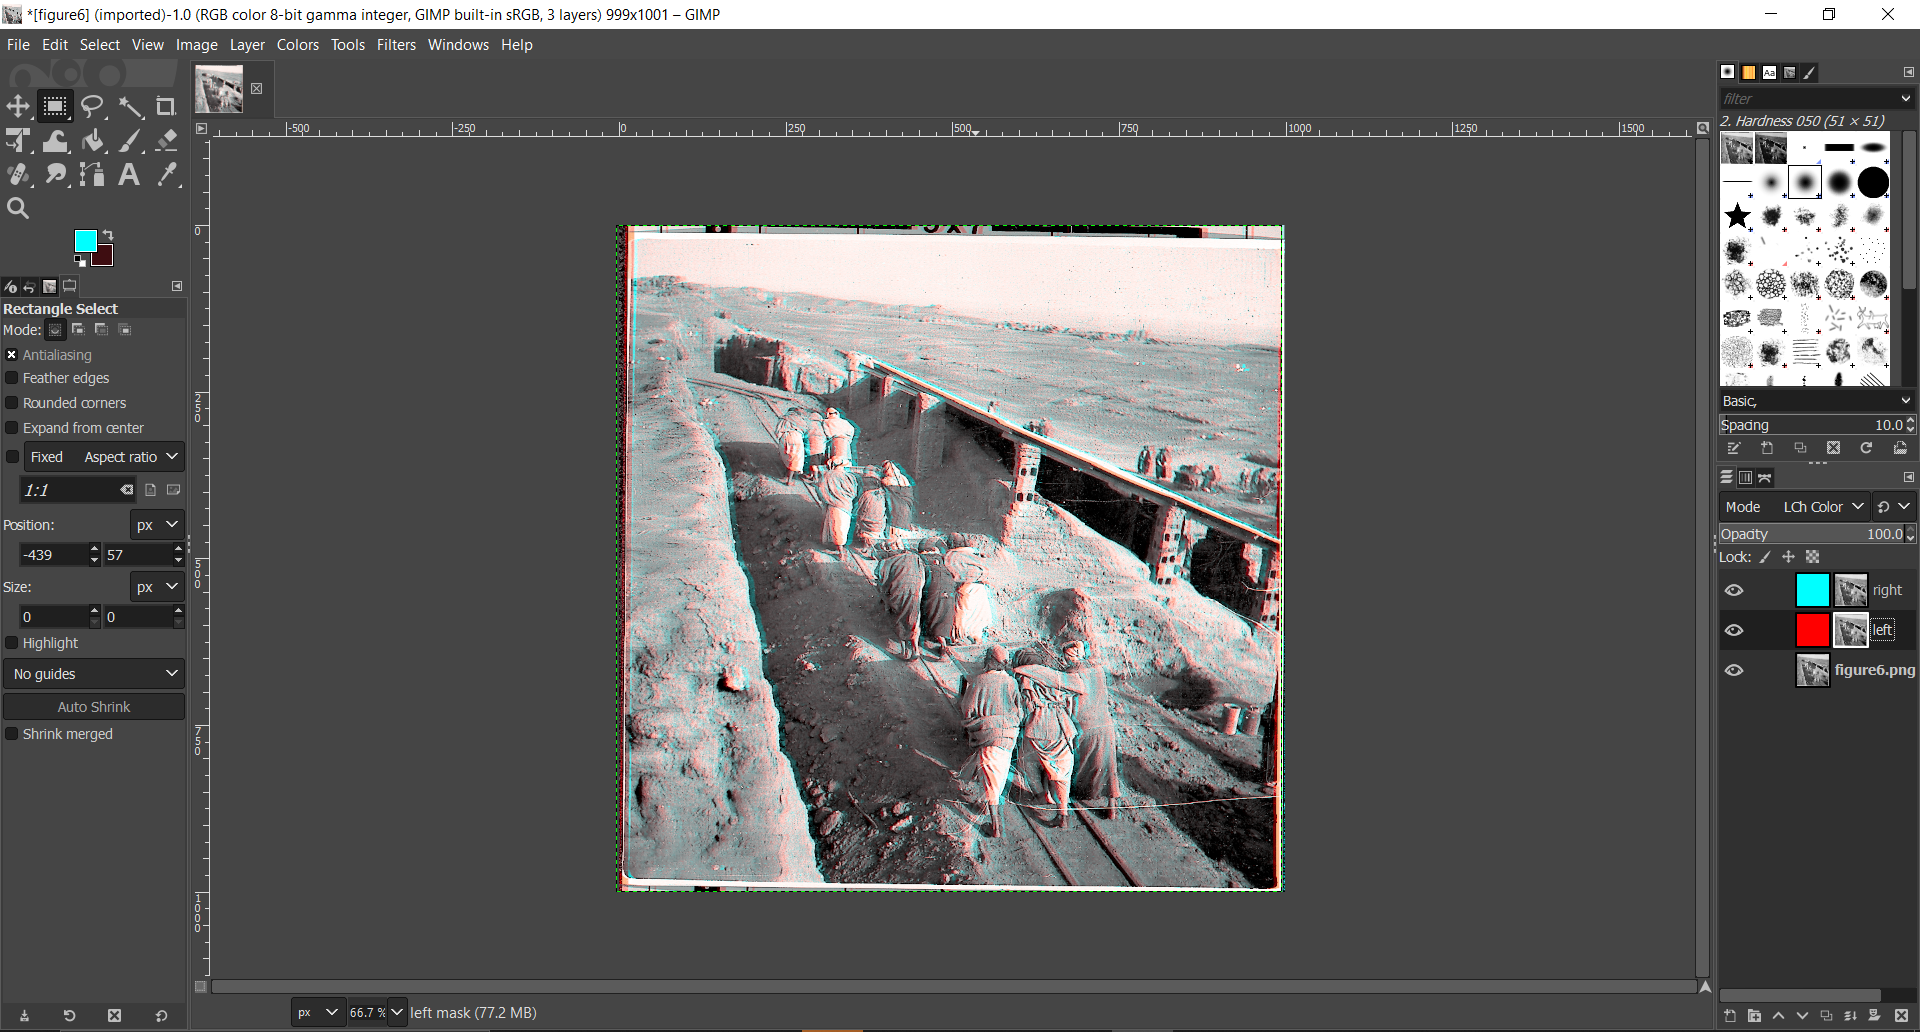 *[figure6] (imported)-1.0 (RGB color 8-bit gamma integer, GIMP built-in sRGB, 3 layers) 999x1001 – GIMP
File Edit Select View Image Layer Colors Tools Filters Windows Help
-500 -250 0 250 500 750 1000 1250 1500
0
250
500
750
1000
5x7
Rectangle Select
Mode:
Antialiasing
Feather edges
Rounded corners
Expand from center
Fixed Aspect ratio
1:1
Position: px
-439 57
Size: px
0 0
Highlight
No guides
Auto Shrink
Shrink merged
px 66.7 % left mask (77.2 MB)
Aa
filter
2. Hardness 050 (51 × 51)
Basic,
Spacing 10.0
Mode LCh Color
Opacity 100.0
Lock:
right
left
figure6.png